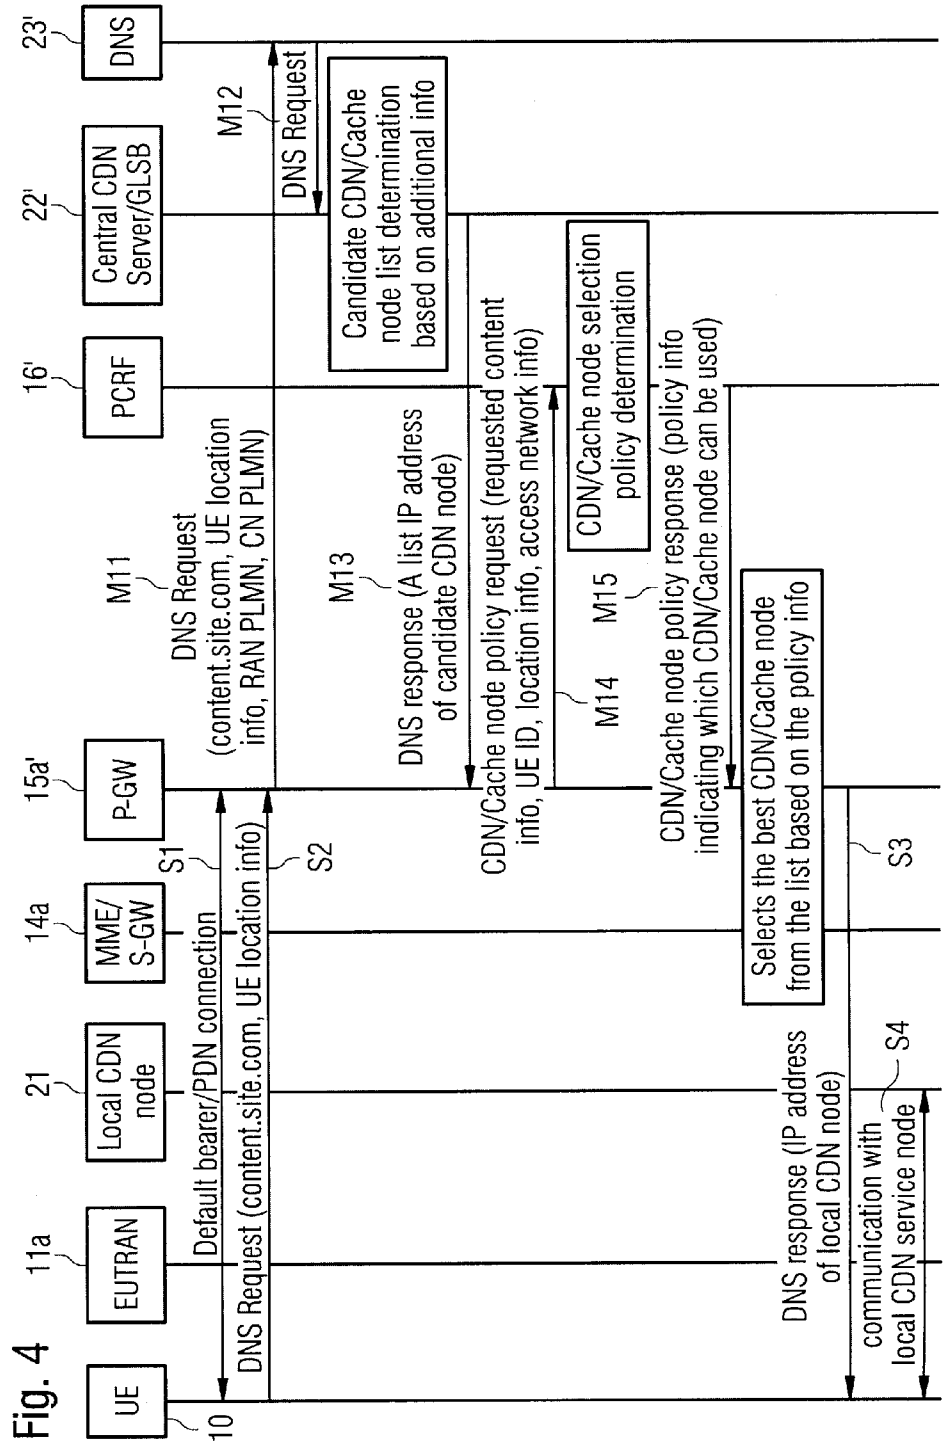 Fig. 4
UE
10
EUTRAN
11a
Local CDN
node
21
MME/
S-GW
14a
P-GW
15a'
PCRF
16'
Central CDN
Server/GLSB
22'
DNS
23'
Default bearer/PDN connection
S1
DNS Request (content.site.com, UE location info)
S2
M11
DNS Request
(content.site.com, UE location
info, RAN PLMN, CN PLMN)
M12
DNS Request
Candidate CDN/Cache
node list determination
based on additional info
M13
DNS response (A list IP address
of candidate CDN node)
CDN/Cache node policy request (requested content
info, UE ID, location info, access network info)
M14
CDN/Cache node selection
policy determination
M15
CDN/Cache node policy response (policy info
indicating which CDN/Cache node can be used)
Selects the best CDN/Cache node
from the list based on the policy info
DNS response (IP address
of local CDN node)
S3
communication with
local CDN service node
S4